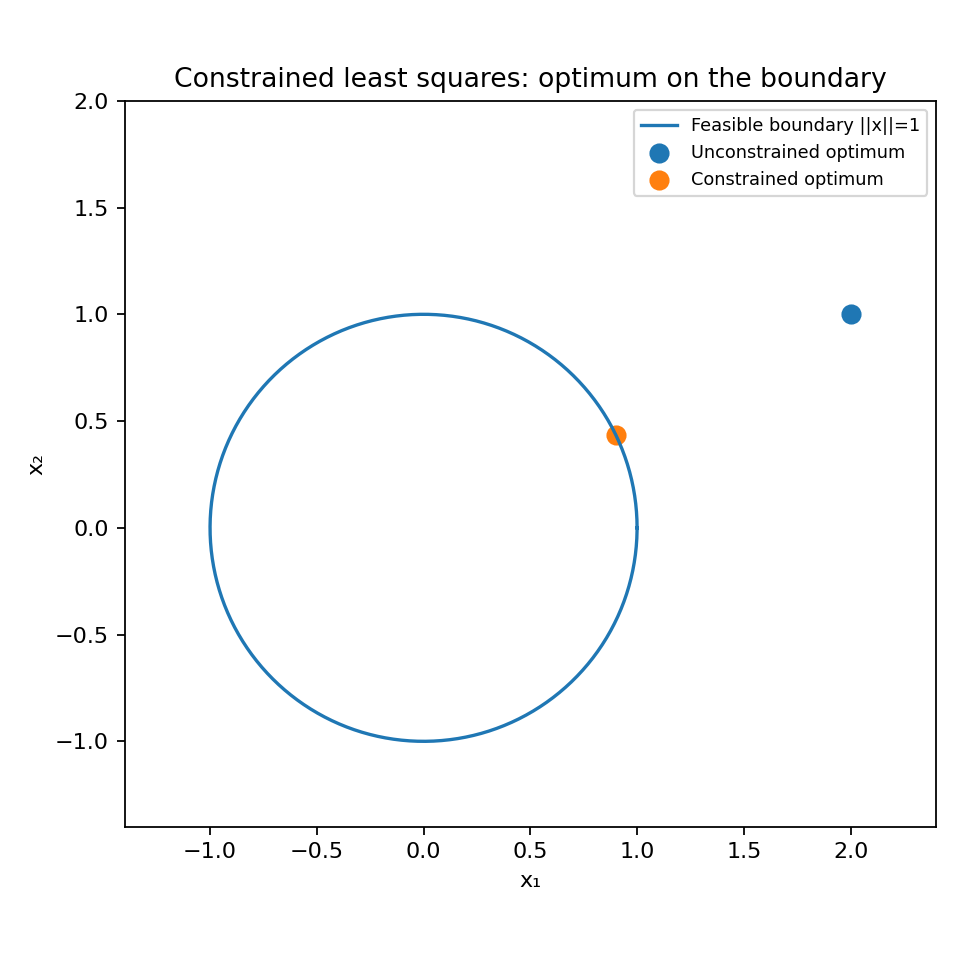 Constrained least squares: optimum on the boundary
2.0
1.5
1.0
0.5
0.0
−0.5
−1.0
x₂
Feasible boundary ||x||=1
Unconstrained optimum
Constrained optimum
−1.0 −0.5 0.0 0.5 1.0 1.5 2.0
x₁